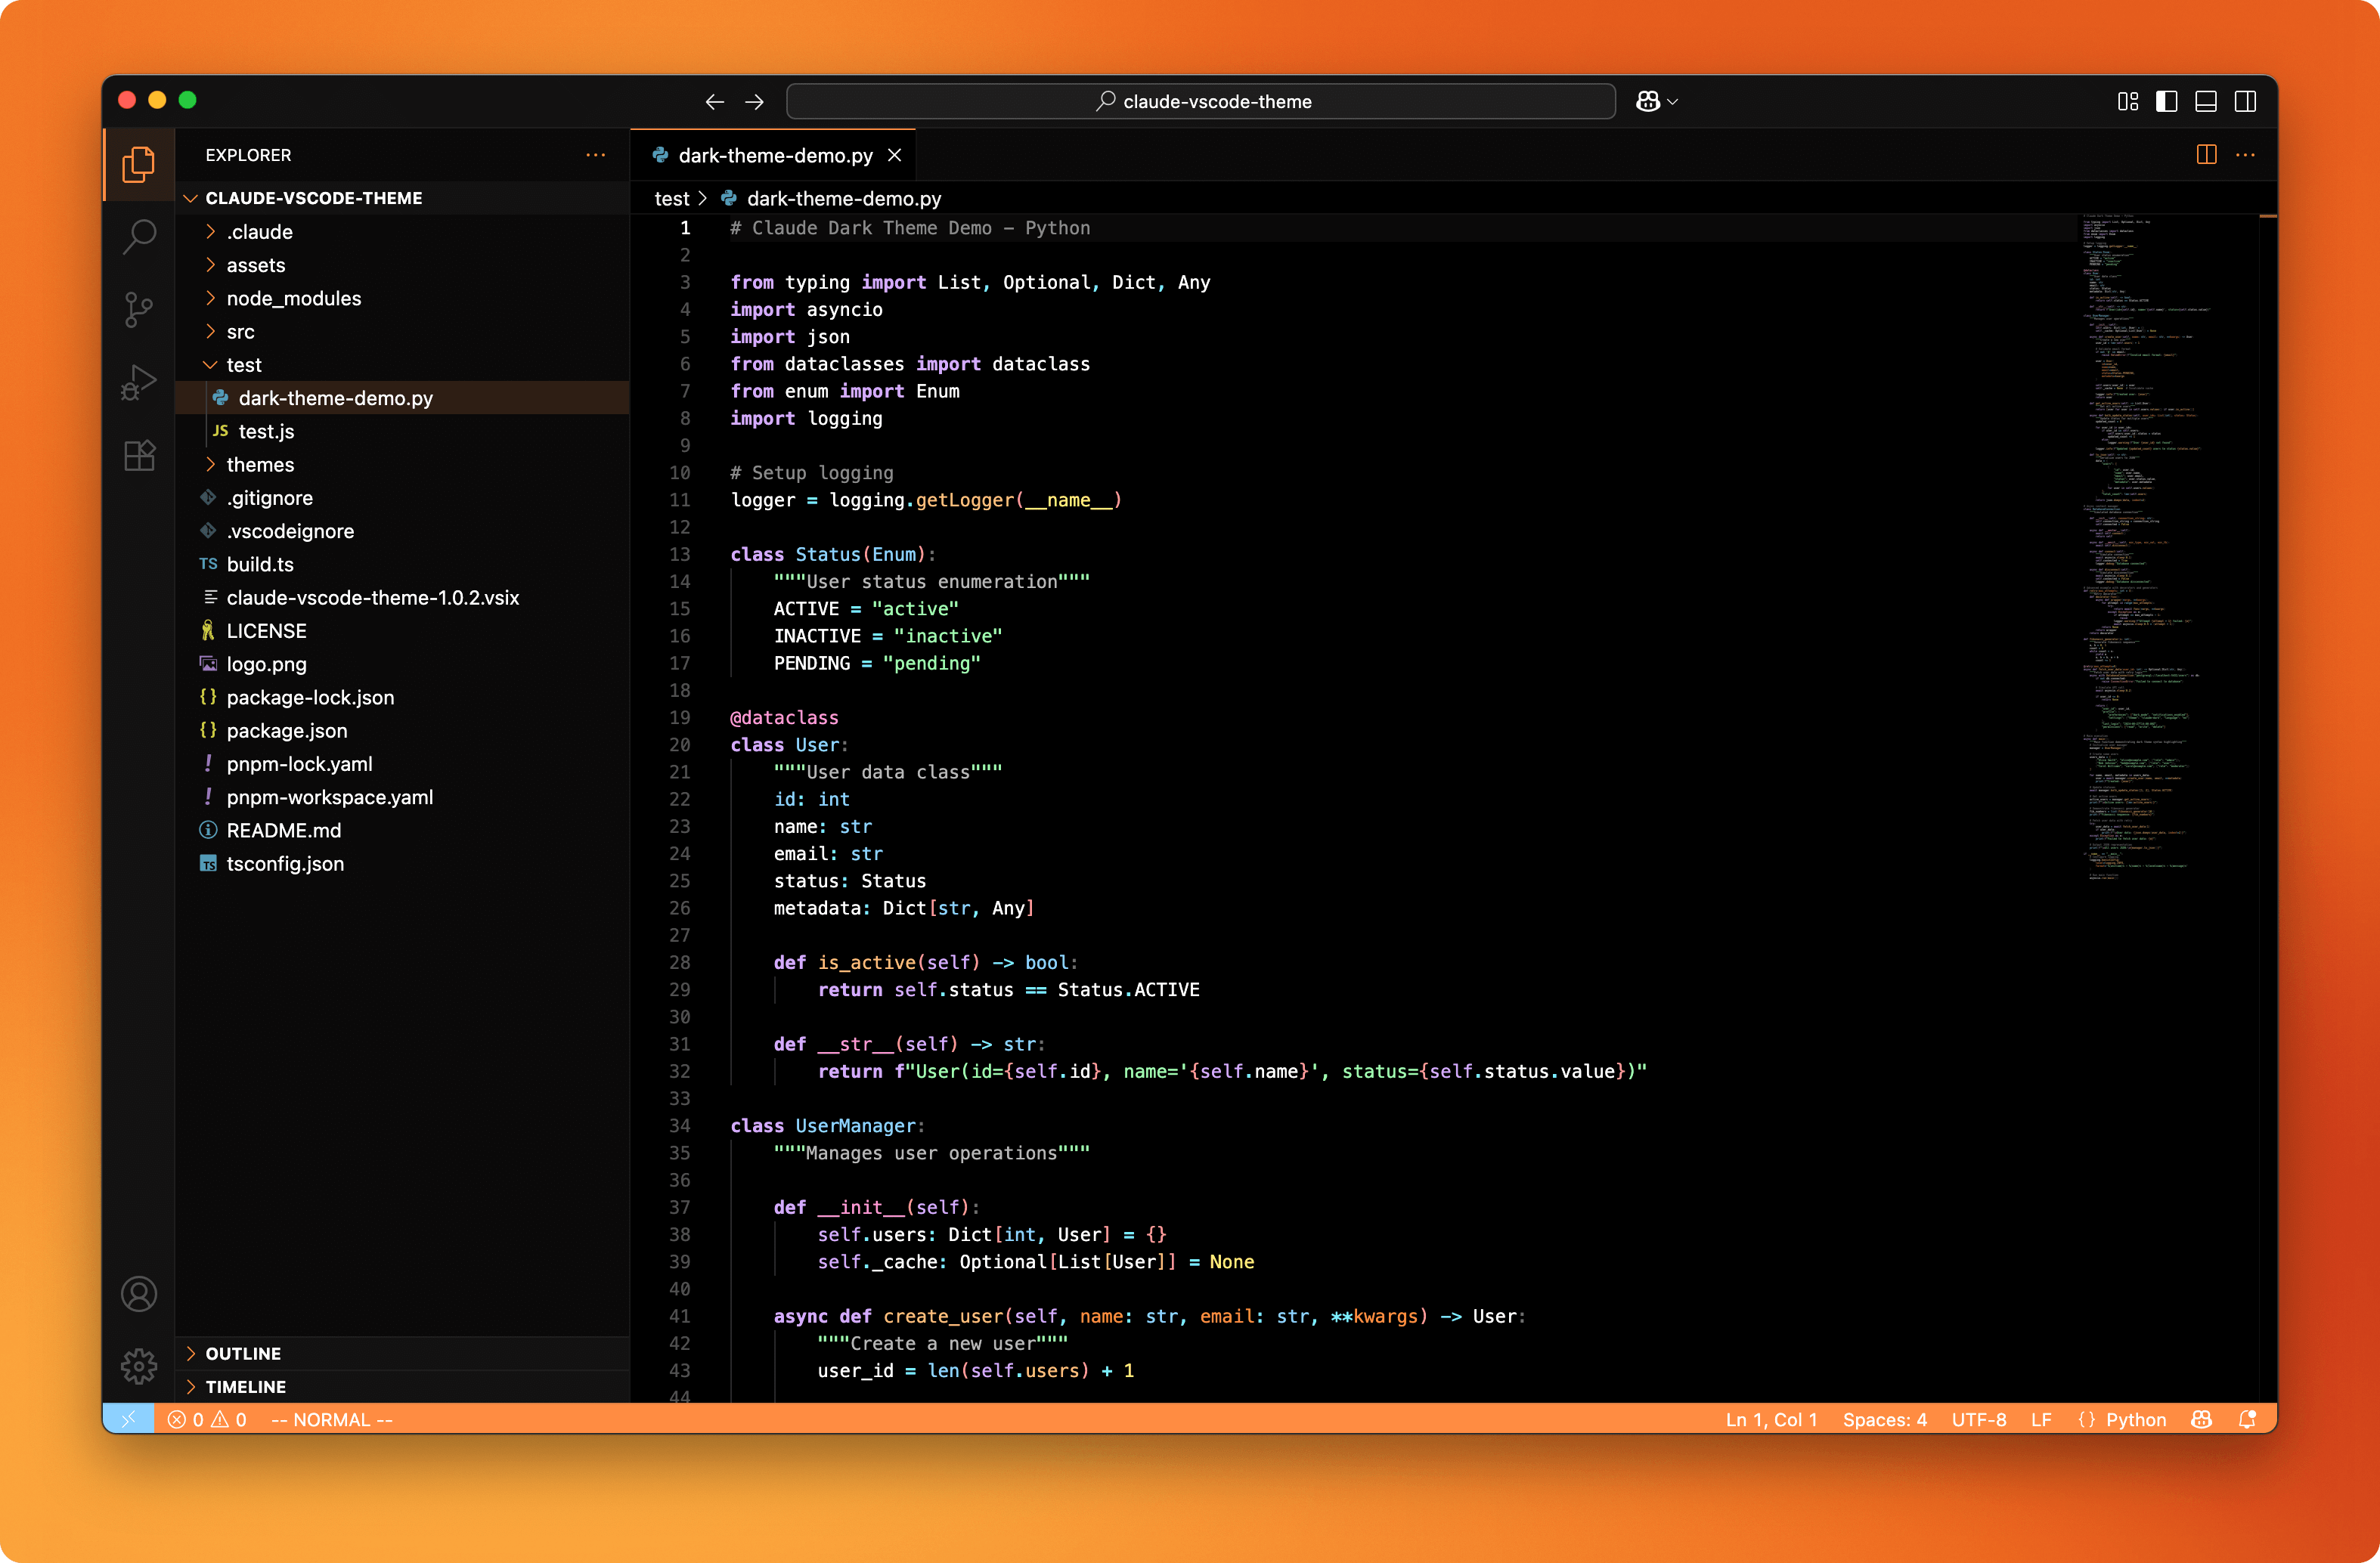 claude-vscode-theme
EXPLORER
CLAUDE-VSCODE-THEME
.claude
assets
node_modules
src
test
dark-theme-demo.py
JS test.js
themes
.gitignore
.vscodeignore
TS build.ts
claude-vscode-theme-1.0.2.vsix
LICENSE
logo.png
{} package-lock.json
{} package.json
! pnpm-lock.yaml
! pnpm-workspace.yaml
README.md
TS tsconfig.json
OUTLINE
TIMELINE
dark-theme-demo.py
test > dark-theme-demo.py
1 # Claude Dark Theme Demo - Python
2
3 from typing import List, Optional, Dict, Any
4 import asyncio
5 import json
6 from dataclasses import dataclass
7 from enum import Enum
8 import logging
9
10 # Setup logging
11 logger = logging.getLogger(__name__)
12
13 class Status(Enum):
14     """User status enumeration"""
15     ACTIVE = "active"
16     INACTIVE = "inactive"
17     PENDING = "pending"
18
19 @dataclass
20 class User:
21     """User data class"""
22     id: int
23     name: str
24     email: str
25     status: Status
26     metadata: Dict[str, Any]
27
28     def is_active(self) -> bool:
29         return self.status == Status.ACTIVE
30
31     def __str__(self) -> str:
32         return f"User(id={self.id}, name='{self.name}', status={self.status.value})"
33
34 class UserManager:
35     """Manages user operations"""
36
37     def __init__(self):
38         self.users: Dict[int, User] = {}
39         self._cache: Optional[List[User]] = None
40
41     async def create_user(self, name: str, email: str, **kwargs) -> User:
42         """Create a new user"""
43         user_id = len(self.users) + 1
44
0 0 -- NORMAL -- Ln 1, Col 1 Spaces: 4 UTF-8 LF {} Python